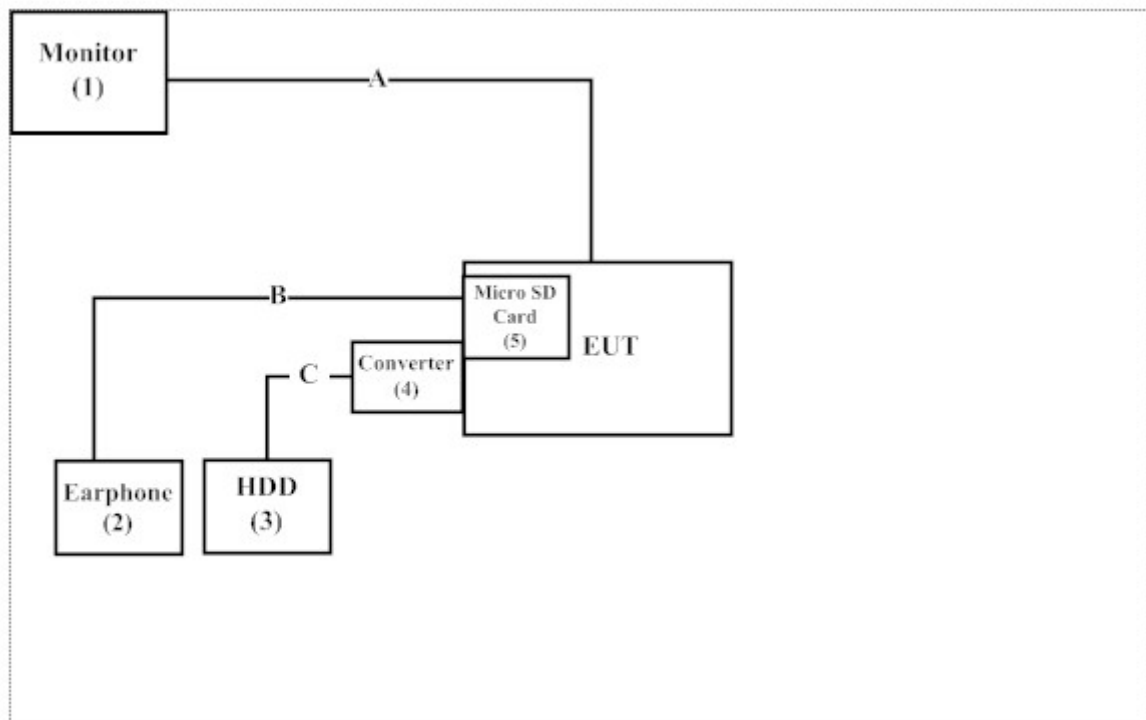 Monitor
(1)
A
B
Micro SD
Card
(5)
EUT
Converter
(4)
C
Earphone
(2)
HDD
(3)